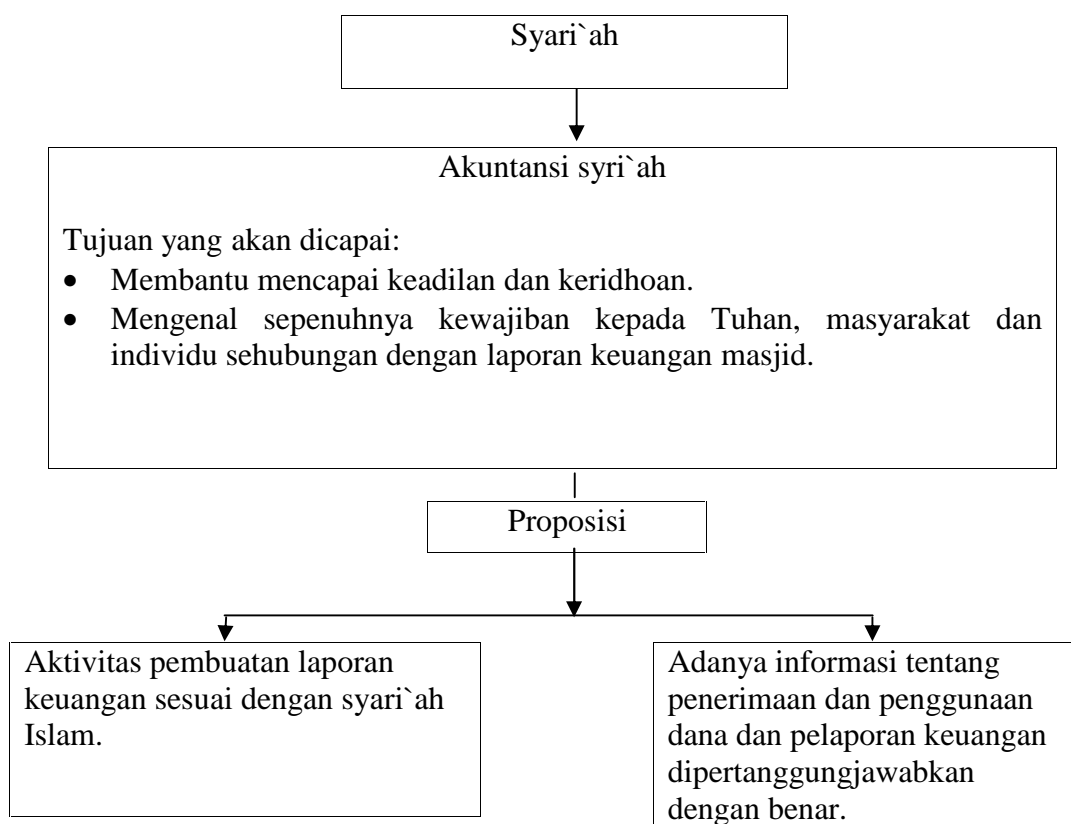 Syari`ah
Akuntansi syri`ah
Tujuan yang akan dicapai:
• Membantu mencapai keadilan dan keridhoan.
• Mengenal sepenuhnya kewajiban kepada Tuhan, masyarakat dan
individu sehubungan dengan laporan keuangan masjid.
Proposisi
Aktivitas pembuatan laporan
keuangan sesuai dengan syari`ah
Islam.
Adanya informasi tentang
penerimaan dan penggunaan
dana dan pelaporan keuangan
dipertanggungjawabkan
dengan benar.